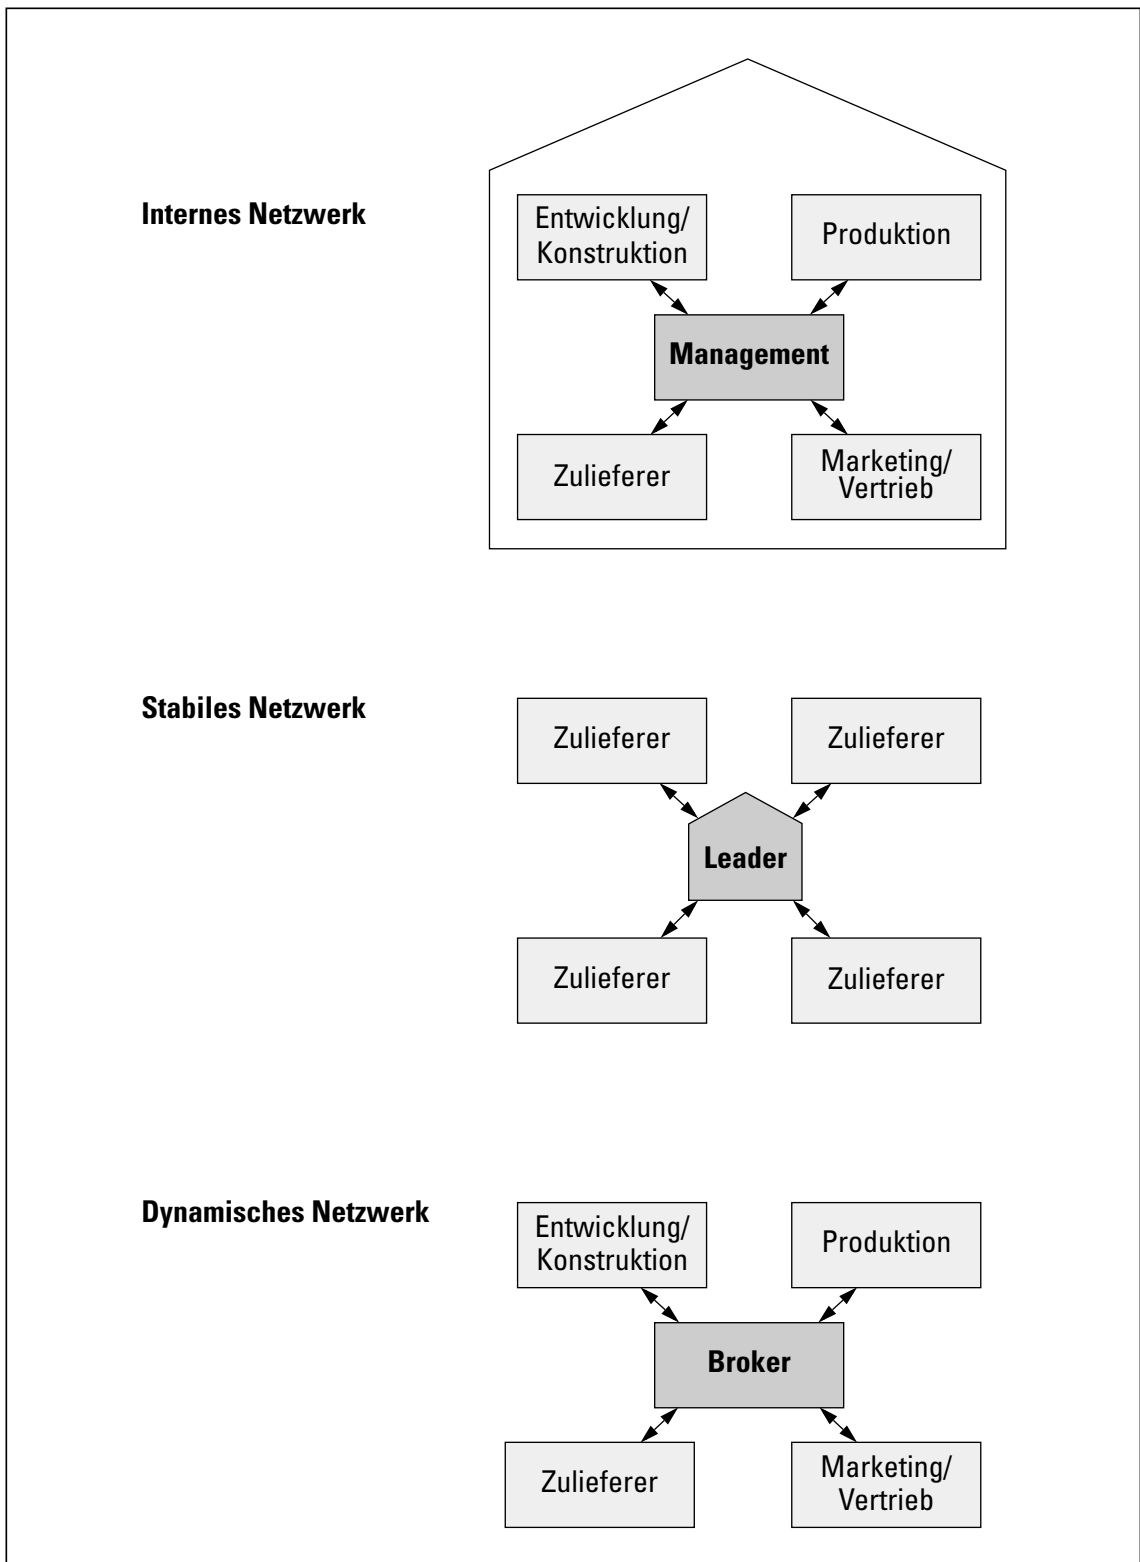 Internes Netzwerk
Entwicklung/
Konstruktion
Produktion
Management
Zulieferer
Marketing/
Vertrieb
Stabiles Netzwerk
Zulieferer
Zulieferer
Leader
Zulieferer
Zulieferer
Dynamisches Netzwerk
Entwicklung/
Konstruktion
Produktion
Broker
Zulieferer
Marketing/
Vertrieb